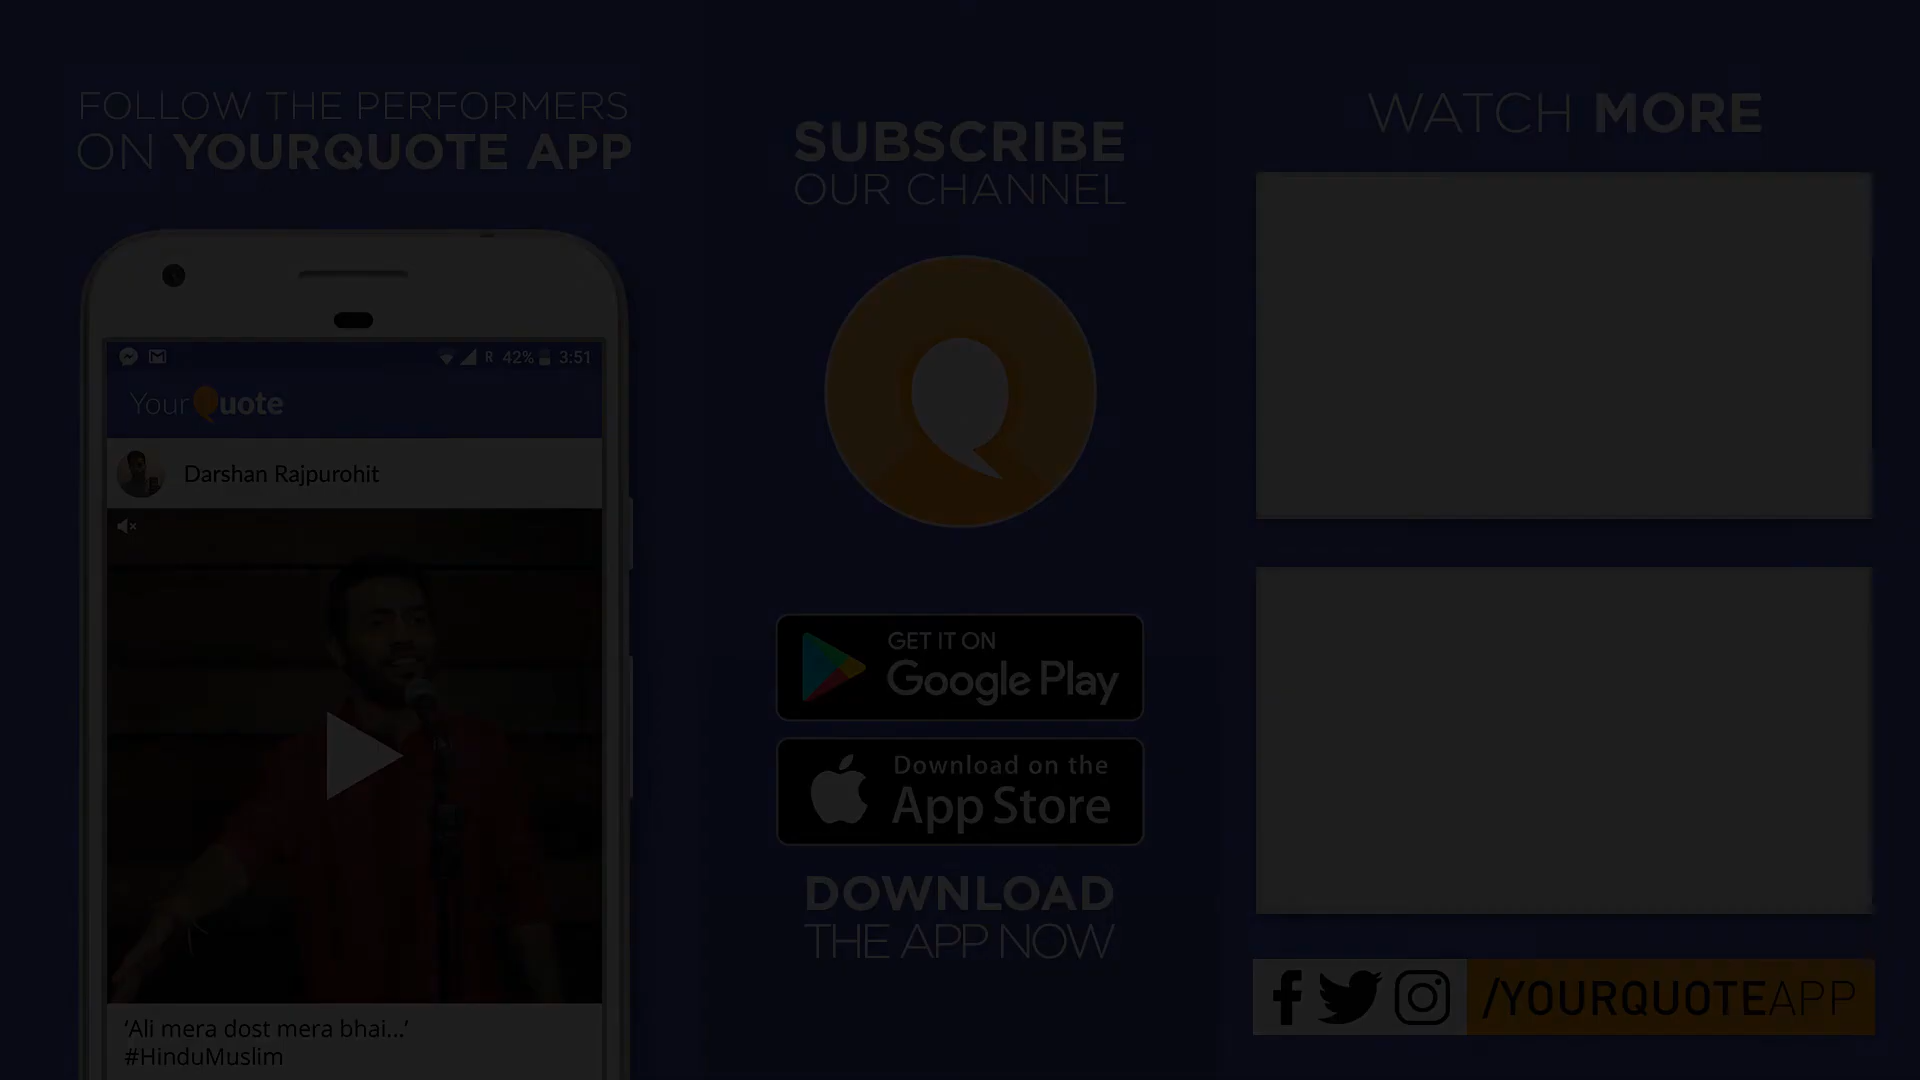 FOLLOW THE PERFORMERS
ON YOURQUOTE APP
R 42% 3:51
YourQuote
Darshan Rajpurohit
‘Ali mera dost mera bhai...’
#HinduMuslim
SUBSCRIBE
OUR CHANNEL
GET IT ON
Google Play
Download on the
App Store
DOWNLOAD
THE APP NOW
WATCH MORE
/YOURQUOTEAPP